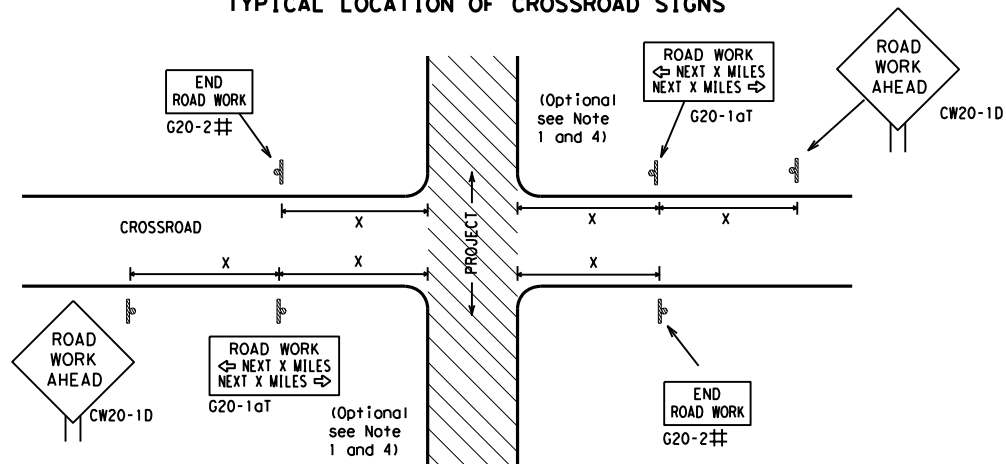 TYPICAL LOCATION OF CROSSROAD SIGNS
END
ROAD WORK
G20-2#
(Optional
see Note
1 and 4)
ROAD WORK
⇦ NEXT X MILES
NEXT X MILES ⇨
G20-1aT
ROAD
WORK
AHEAD
CW20-1D
X
X
X
CROSSROAD
PROJECT
X
X
X
ROAD
WORK
AHEAD
CW20-1D
ROAD WORK
⇦ NEXT X MILES
NEXT X MILES ⇨
G20-1aT
(Optional
see Note
1 and 4)
END
ROAD WORK
G20-2#